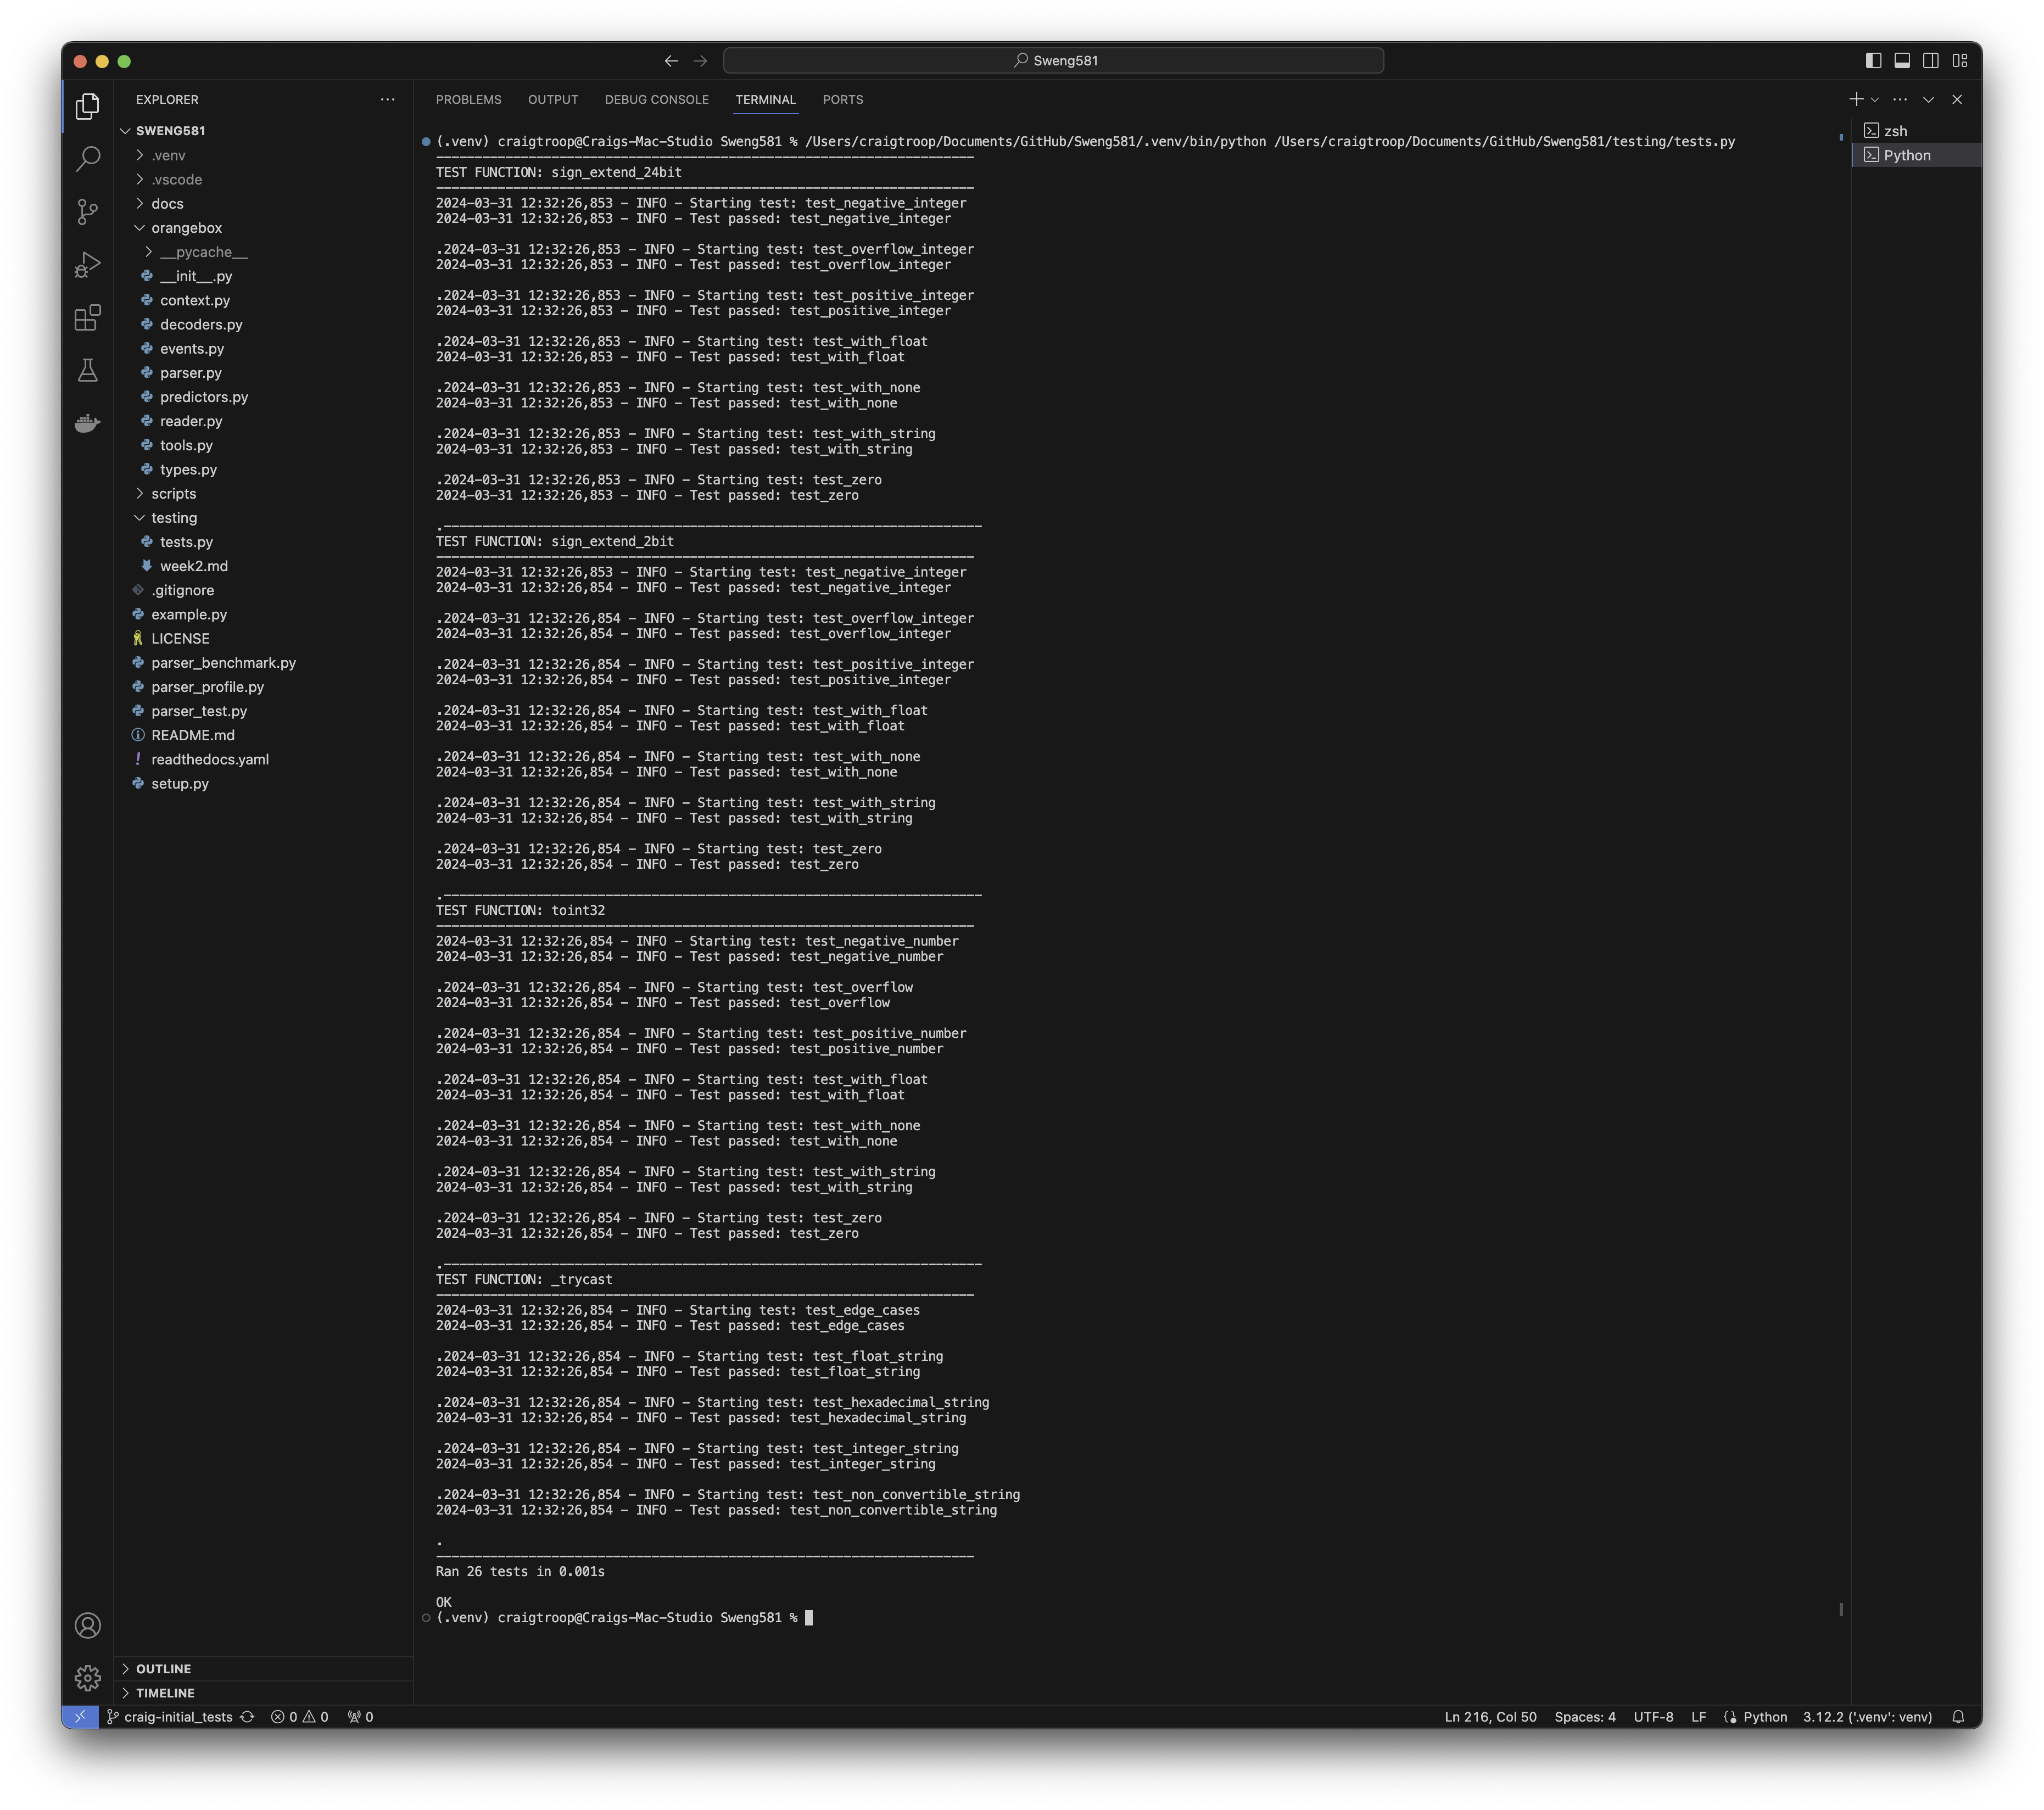 Sweng581
EXPLORER
SWENG581
.venv
.vscode
docs
orangebox
__pycache__
__init__.py
context.py
decoders.py
events.py
parser.py
predictors.py
reader.py
tools.py
types.py
scripts
testing
tests.py
week2.md
.gitignore
example.py
LICENSE
parser_benchmark.py
parser_profile.py
parser_test.py
README.md
! readthedocs.yaml
setup.py
OUTLINE
TIMELINE
PROBLEMS OUTPUT DEBUG CONSOLE TERMINAL PORTS
zsh
Python
(.venv) craigtroop@Craigs-Mac-Studio Sweng581 % /Users/craigtroop/Documents/GitHub/Sweng581/.venv/bin/python /Users/craigtroop/Documents/GitHub/Sweng581/testing/tests.py
----------------------------------------------------------------------
TEST FUNCTION: sign_extend_24bit
----------------------------------------------------------------------
2024-03-31 12:32:26,853 - INFO - Starting test: test_negative_integer
2024-03-31 12:32:26,853 - INFO - Test passed: test_negative_integer
.2024-03-31 12:32:26,853 - INFO - Starting test: test_overflow_integer
2024-03-31 12:32:26,853 - INFO - Test passed: test_overflow_integer
.2024-03-31 12:32:26,853 - INFO - Starting test: test_positive_integer
2024-03-31 12:32:26,853 - INFO - Test passed: test_positive_integer
.2024-03-31 12:32:26,853 - INFO - Starting test: test_with_float
2024-03-31 12:32:26,853 - INFO - Test passed: test_with_float
.2024-03-31 12:32:26,853 - INFO - Starting test: test_with_none
2024-03-31 12:32:26,853 - INFO - Test passed: test_with_none
.2024-03-31 12:32:26,853 - INFO - Starting test: test_with_string
2024-03-31 12:32:26,853 - INFO - Test passed: test_with_string
.2024-03-31 12:32:26,853 - INFO - Starting test: test_zero
2024-03-31 12:32:26,853 - INFO - Test passed: test_zero
.----------------------------------------------------------------------
TEST FUNCTION: sign_extend_2bit
----------------------------------------------------------------------
2024-03-31 12:32:26,853 - INFO - Starting test: test_negative_integer
2024-03-31 12:32:26,854 - INFO - Test passed: test_negative_integer
.2024-03-31 12:32:26,854 - INFO - Starting test: test_overflow_integer
2024-03-31 12:32:26,854 - INFO - Test passed: test_overflow_integer
.2024-03-31 12:32:26,854 - INFO - Starting test: test_positive_integer
2024-03-31 12:32:26,854 - INFO - Test passed: test_positive_integer
.2024-03-31 12:32:26,854 - INFO - Starting test: test_with_float
2024-03-31 12:32:26,854 - INFO - Test passed: test_with_float
.2024-03-31 12:32:26,854 - INFO - Starting test: test_with_none
2024-03-31 12:32:26,854 - INFO - Test passed: test_with_none
.2024-03-31 12:32:26,854 - INFO - Starting test: test_with_string
2024-03-31 12:32:26,854 - INFO - Test passed: test_with_string
.2024-03-31 12:32:26,854 - INFO - Starting test: test_zero
2024-03-31 12:32:26,854 - INFO - Test passed: test_zero
.----------------------------------------------------------------------
TEST FUNCTION: toint32
----------------------------------------------------------------------
2024-03-31 12:32:26,854 - INFO - Starting test: test_negative_number
2024-03-31 12:32:26,854 - INFO - Test passed: test_negative_number
.2024-03-31 12:32:26,854 - INFO - Starting test: test_overflow
2024-03-31 12:32:26,854 - INFO - Test passed: test_overflow
.2024-03-31 12:32:26,854 - INFO - Starting test: test_positive_number
2024-03-31 12:32:26,854 - INFO - Test passed: test_positive_number
.2024-03-31 12:32:26,854 - INFO - Starting test: test_with_float
2024-03-31 12:32:26,854 - INFO - Test passed: test_with_float
.2024-03-31 12:32:26,854 - INFO - Starting test: test_with_none
2024-03-31 12:32:26,854 - INFO - Test passed: test_with_none
.2024-03-31 12:32:26,854 - INFO - Starting test: test_with_string
2024-03-31 12:32:26,854 - INFO - Test passed: test_with_string
.2024-03-31 12:32:26,854 - INFO - Starting test: test_zero
2024-03-31 12:32:26,854 - INFO - Test passed: test_zero
.----------------------------------------------------------------------
TEST FUNCTION: _trycast
----------------------------------------------------------------------
2024-03-31 12:32:26,854 - INFO - Starting test: test_edge_cases
2024-03-31 12:32:26,854 - INFO - Test passed: test_edge_cases
.2024-03-31 12:32:26,854 - INFO - Starting test: test_float_string
2024-03-31 12:32:26,854 - INFO - Test passed: test_float_string
.2024-03-31 12:32:26,854 - INFO - Starting test: test_hexadecimal_string
2024-03-31 12:32:26,854 - INFO - Test passed: test_hexadecimal_string
.2024-03-31 12:32:26,854 - INFO - Starting test: test_integer_string
2024-03-31 12:32:26,854 - INFO - Test passed: test_integer_string
.2024-03-31 12:32:26,854 - INFO - Starting test: test_non_convertible_string
2024-03-31 12:32:26,854 - INFO - Test passed: test_non_convertible_string
.
----------------------------------------------------------------------
Ran 26 tests in 0.001s
OK
(.venv) craigtroop@Craigs-Mac-Studio Sweng581 %
craig-initial_tests 0 0 0 Ln 216, Col 50 Spaces: 4 UTF-8 LF Python 3.12.2 ('.venv': venv)